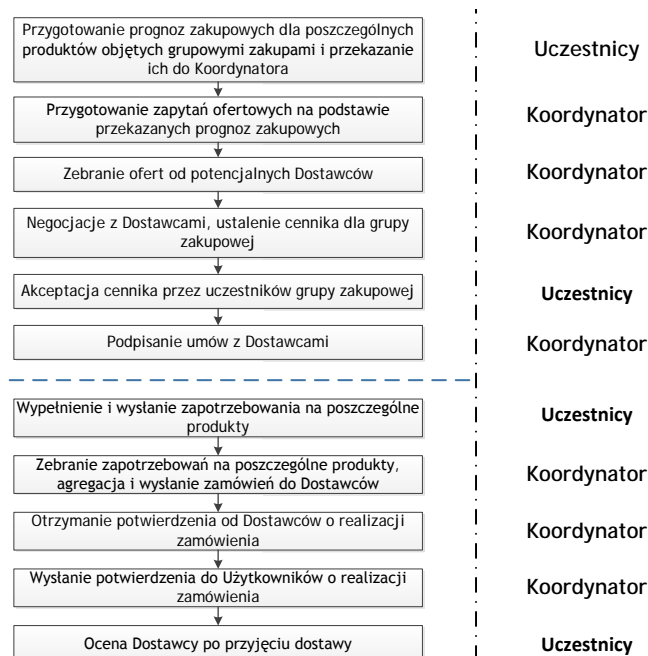 Przygotowanie prognoz zakupowych dla poszczególnych
produktów objętych grupowymi zakupami i przekazanie
ich do Koordynatora
Uczestnicy
Przygotowanie zapytań ofertowych na podstawie
przekazanych prognoz zakupowych
Koordynator
Zebranie ofert od potencjalnych Dostawców
Koordynator
Negocjacje z Dostawcami, ustalenie cennika dla grupy
zakupowej
Koordynator
Akceptacja cennika przez uczestników grupy zakupowej
Uczestnicy
Podpisanie umów z Dostawcami
Koordynator
Wypełnienie i wysłanie zapotrzebowania na poszczególne
produkty
Uczestnicy
Zebranie zapotrzebowań na poszczególne produkty,
agregacja i wysłanie zamówień do Dostawców
Koordynator
Otrzymanie potwierdzenia od Dostawców o realizacji
zamówienia
Koordynator
Wysłanie potwierdzenia do Użytkowników o realizacji
zamówienia
Koordynator
Ocena Dostawcy po przyjęciu dostawy
Uczestnicy